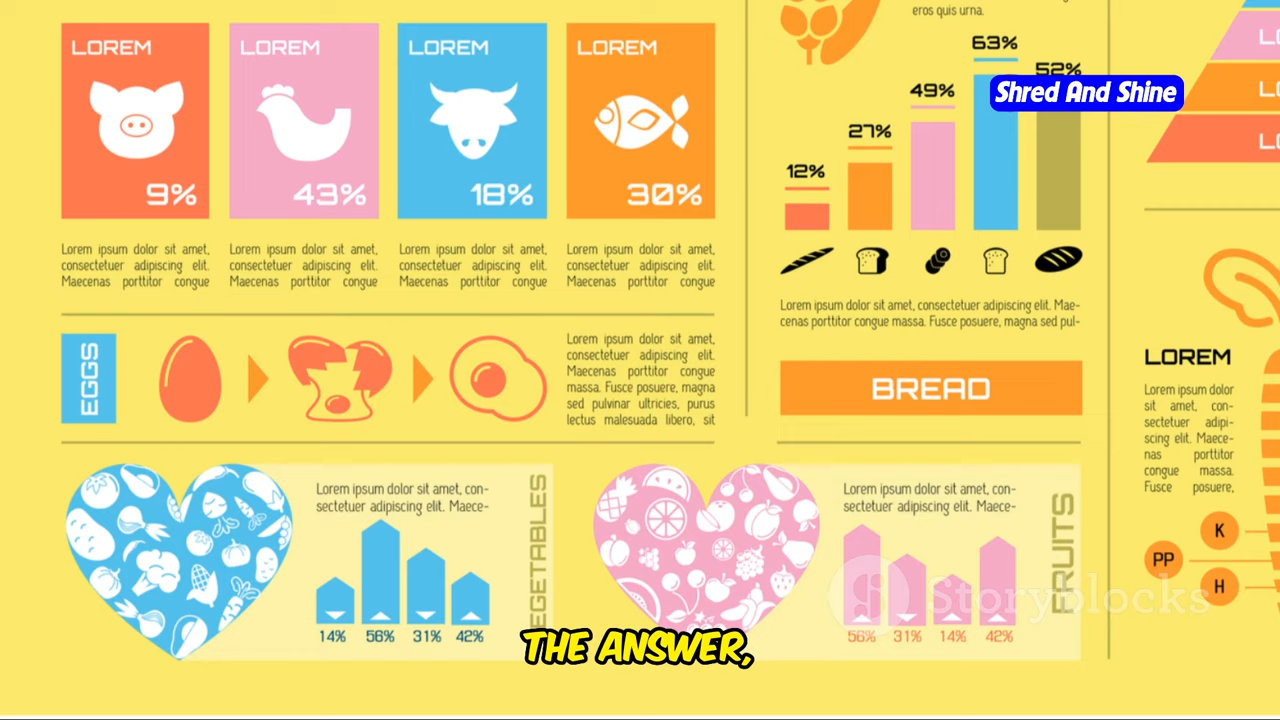 LOREM
9%
LOREM
43%
LOREM
18%
LOREM
30%
Lorem ipsum dolor sit amet,
consectetuer adipiscing elit.
Maecenas porttitor congue
Lorem ipsum dolor sit amet,
consectetuer adipiscing elit.
Maecenas porttitor congue
Lorem ipsum dolor sit amet,
consectetuer adipiscing elit.
Maecenas porttitor congue
Lorem ipsum dolor sit amet,
consectetuer adipiscing elit.
Maecenas porttitor congue
EGGS
Lorem ipsum dolor sit amet,
consectetuer adipiscing elit.
Maecenas porttitor congue
massa. Fusce posuere, magna
sed pulvinar ultricies, purus
lectus malesuada libero, sit
eros quis urna.
12%
27%
49%
63%
52%
Shred And Shine
Lorem ipsum dolor sit amet, consectetuer adipiscing elit. Mae-
cenas porttitor congue massa. Fusce posuere, magna sed pul-
BREAD
LOREM
Lorem ipsum dolor
sit amet, con-
sectetuer adipi-
scing elit. Maece-
nas porttitor
congue massa.
Fusce posuere,
K
PP
H
Lorem ipsum dolor sit amet, con-
sectetuer adipiscing elit. Maece-
14%
56%
31%
42%
VEGETABLES
Lorem ipsum dolor sit amet, con-
sectetuer adipiscing elit. Maece-
56%
31%
14%
42%
FRUITS
Storyblocks
THE ANSWER,